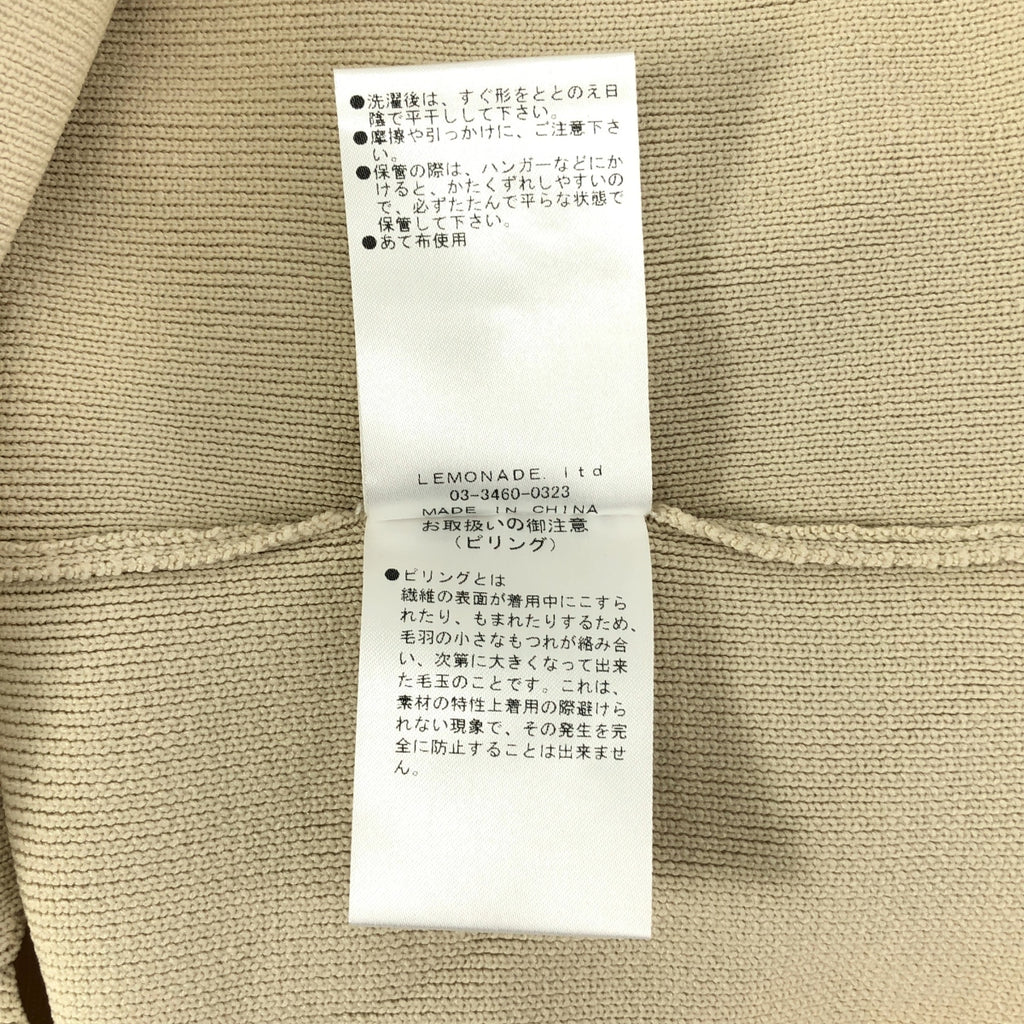 ●洗濯後は、すぐ形をととのえ日
陰で平干しして下さい。
●摩擦や引っかけに、ご注意下さ
い。
●保管の際は、ハンガーなどにか
けると、かたくずれしやすいの
で、必ずたたんで平らな状態で
保管して下さい。
●あて布使用
LEMONADE. ltd
03-3460-0323
MADE IN CHINA
お取扱いの御注意
(ピリング)
●ピリングとは
繊維の表面が着用中にこすら
れたり、もまれたりするため、
毛羽の小さなもつれが絡み合
い、次第に大きくなって出来
た毛玉のことです。これは、
素材の特性上着用の際避けら
れない現象で、その発生を完
全に防止することは出来ませ
ん。